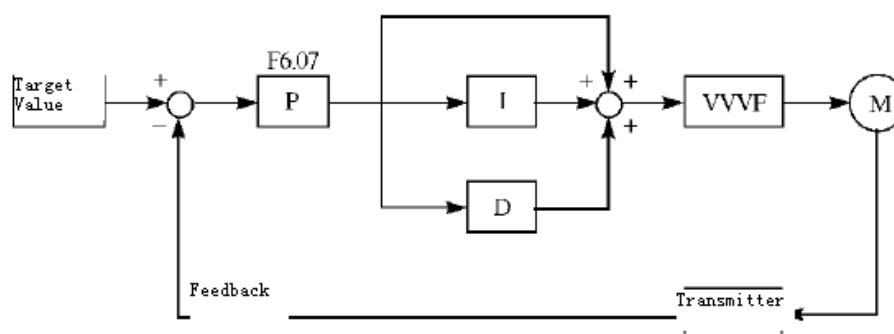 F6.07
Target
Value
+
−
P
I
D
+
+
+
VVVF
M
Feedback
Transmitter